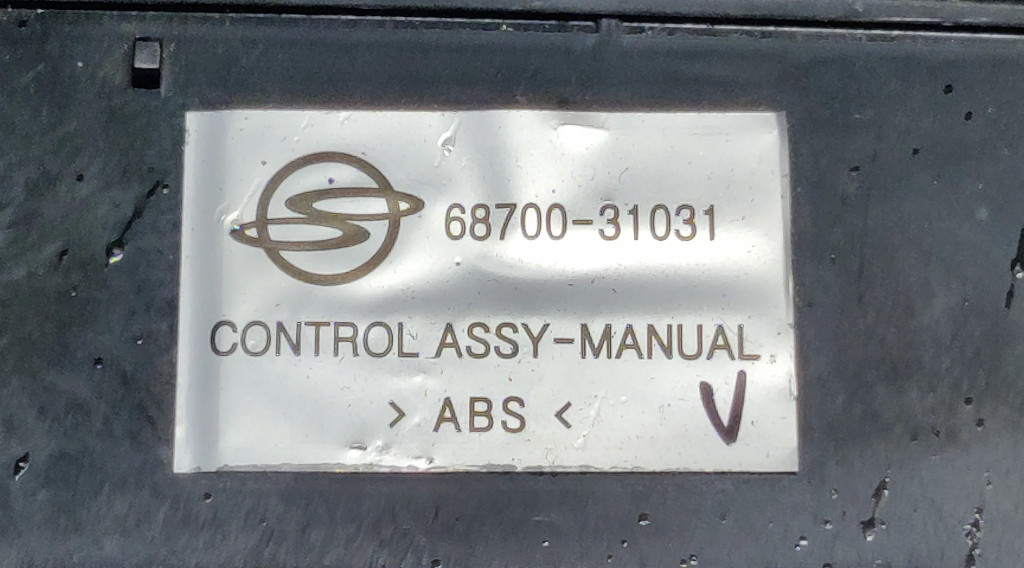 68700-31031
CONTROL ASSY-MANUAL
> ABS <
V